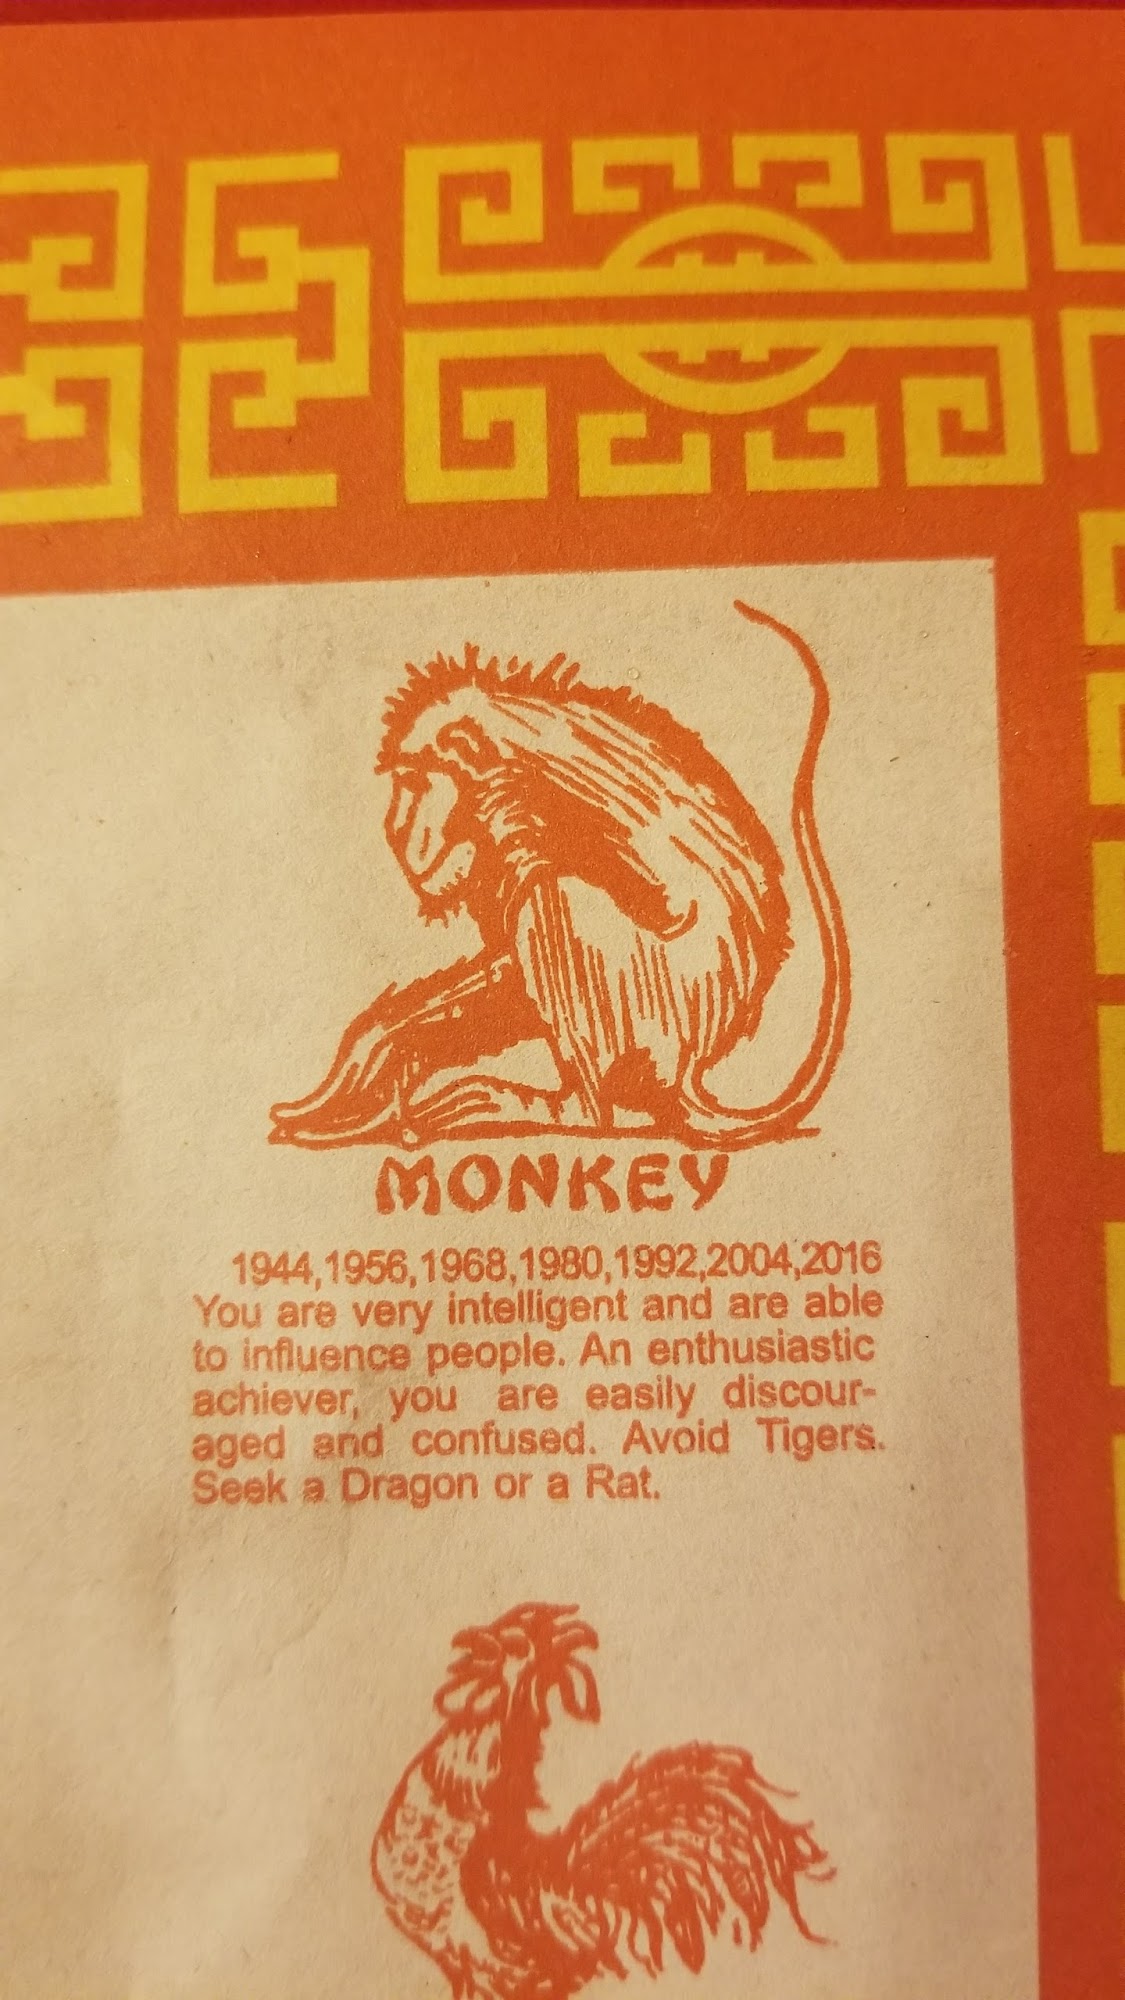 MONKEY
1944,1956,1968,1980,1992,2004,2016
You are very intelligent and are able
to influence people. An enthusiastic
achiever, you are easily discour-
aged and confused. Avoid Tigers.
Seek a Dragon or a Rat.